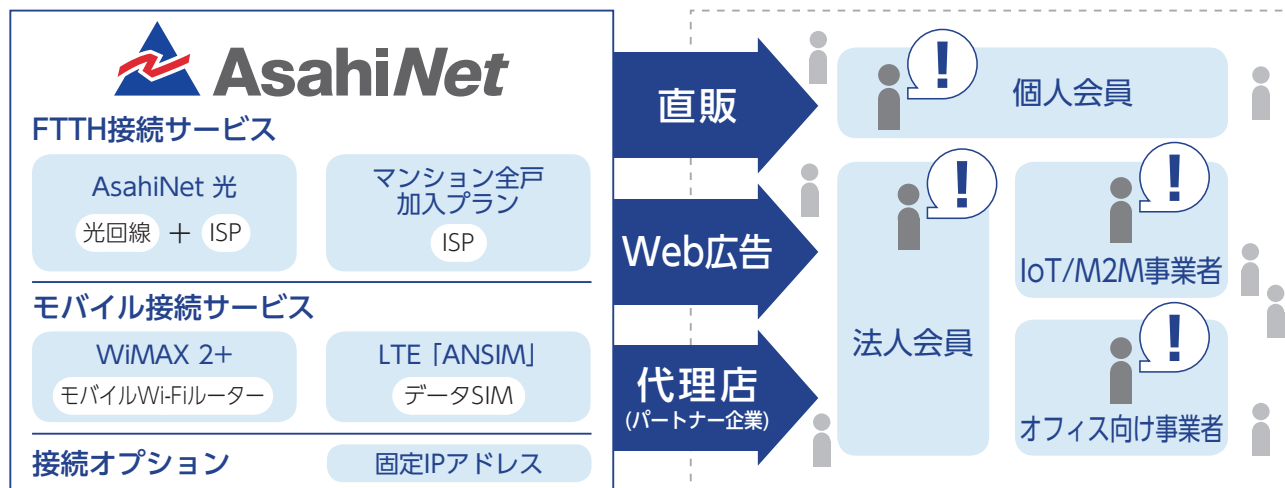 AsahiNet
FTTH接続サービス
AsahiNet 光
光回線 + ISP
マンション全戸
加入プラン
ISP
モバイル接続サービス
WiMAX 2+
モバイルWi-Fiルーター
LTE「ANSIM」
データSIM
接続オプション
固定IPアドレス
直販
Web広告
代理店
(パートナー企業)
!
個人会員
!
法人会員
!
IoT/M2M事業者
!
オフィス向け事業者